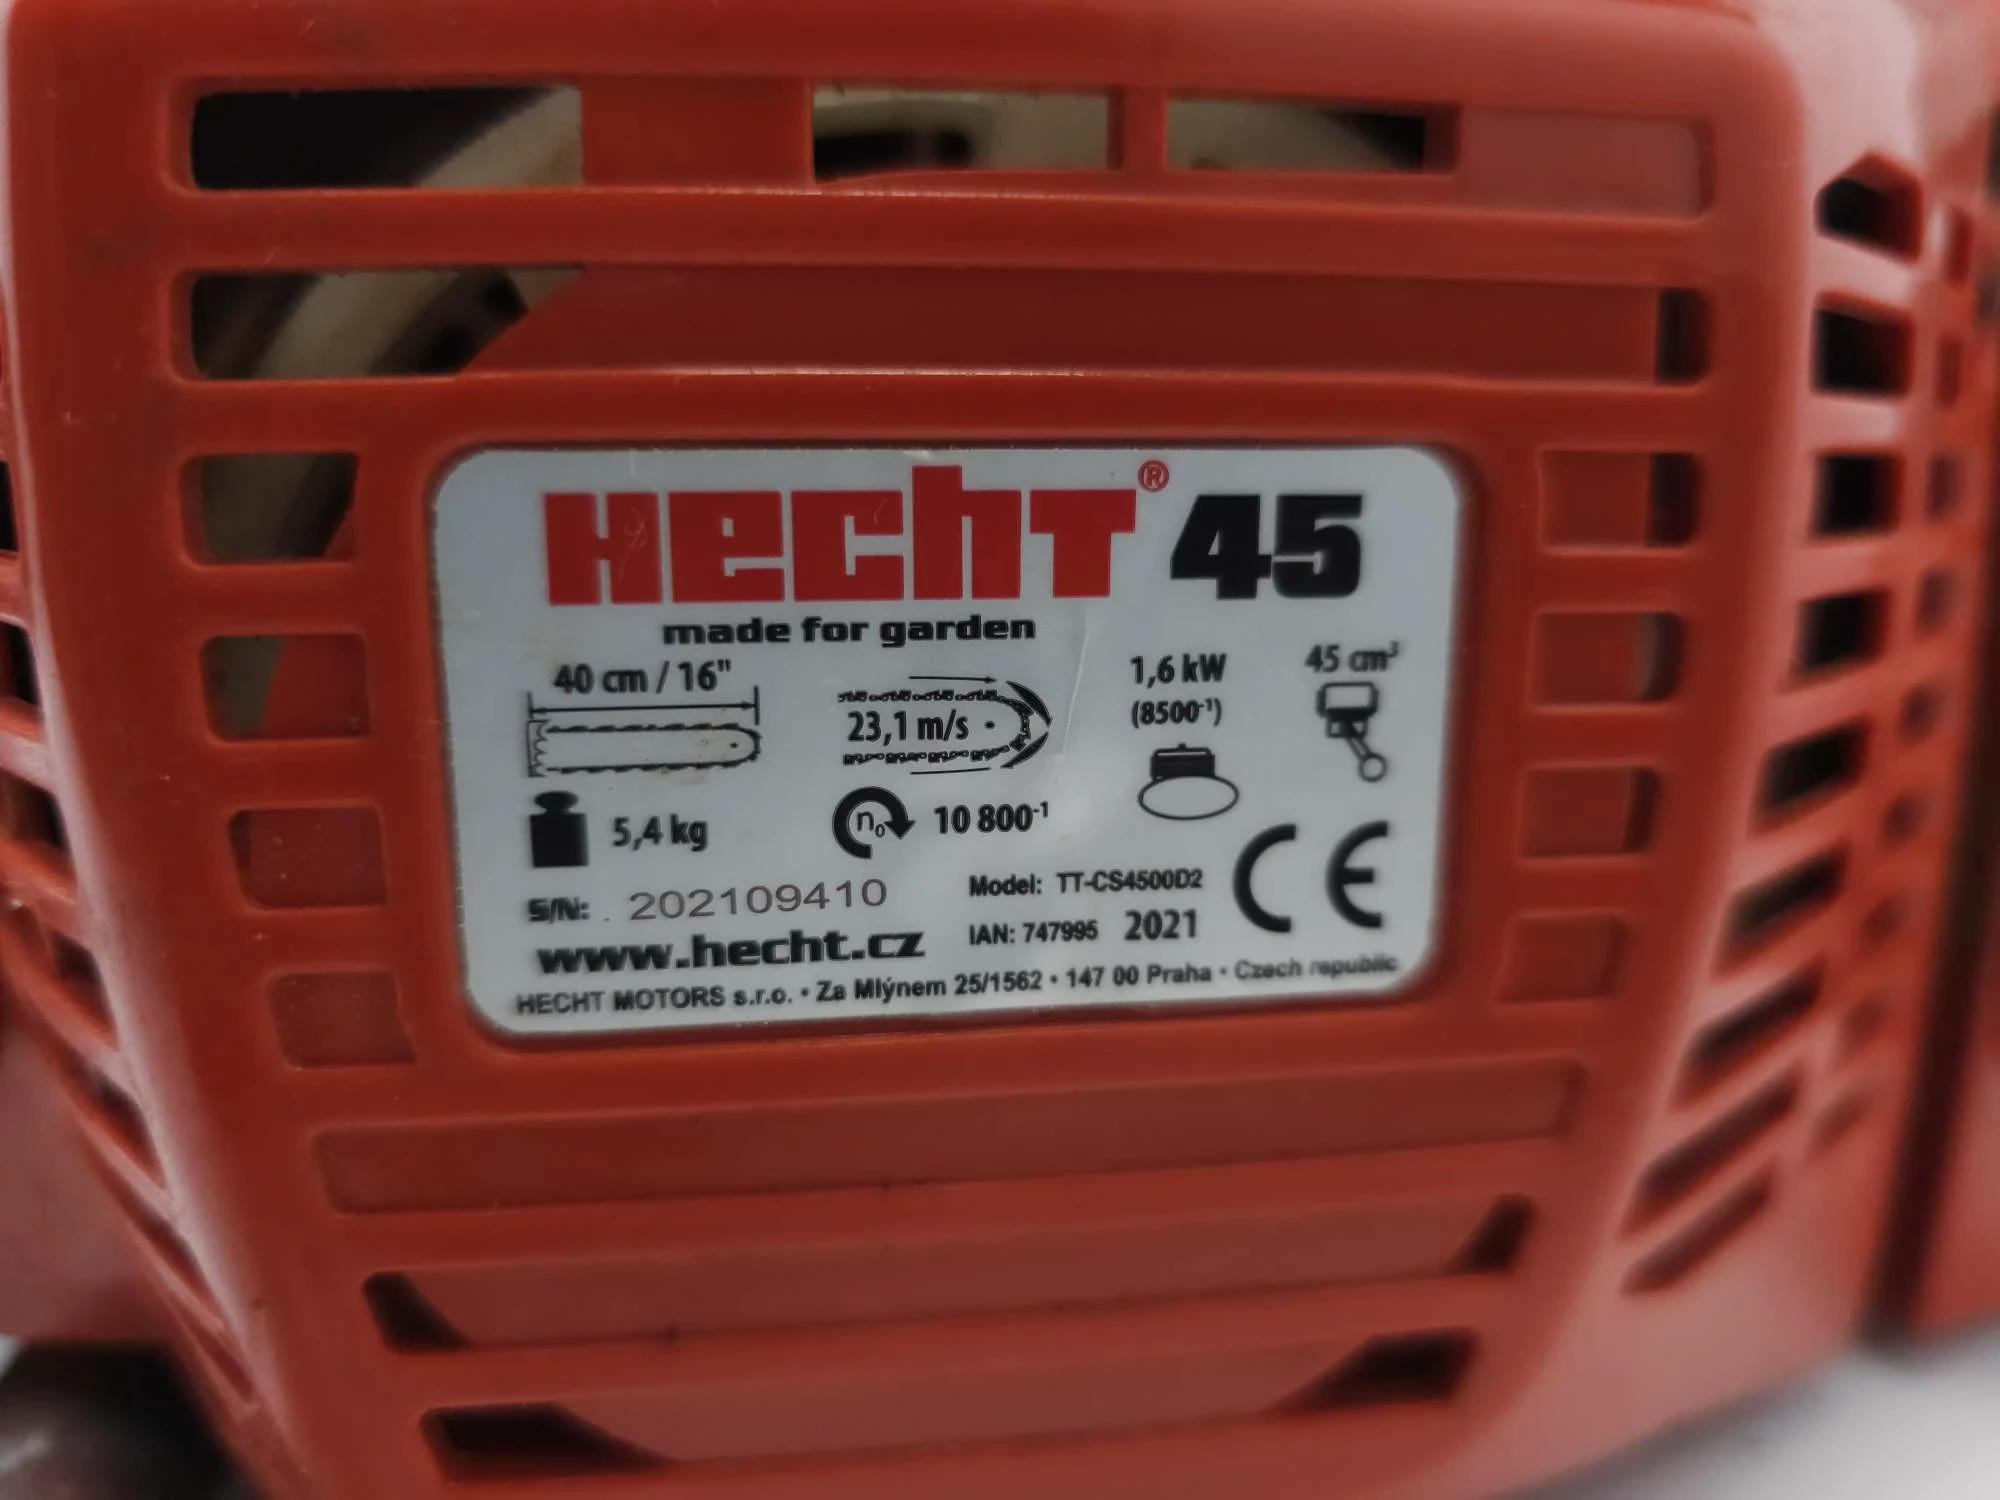 HECHT® 45
made for garden
40 cm / 16"
23,1 m/s
1,6 kW
(8500⁻¹)
45 cm³
5,4 kg
n₀ 10 800⁻¹
S/N: 202109410
Model: TT-CS4500D2
IAN: 747995 2021
CE
www.hecht.cz
HECHT MOTORS s.r.o. • Za Mlýnem 25/1562 • 147 00 Praha • Czech republic